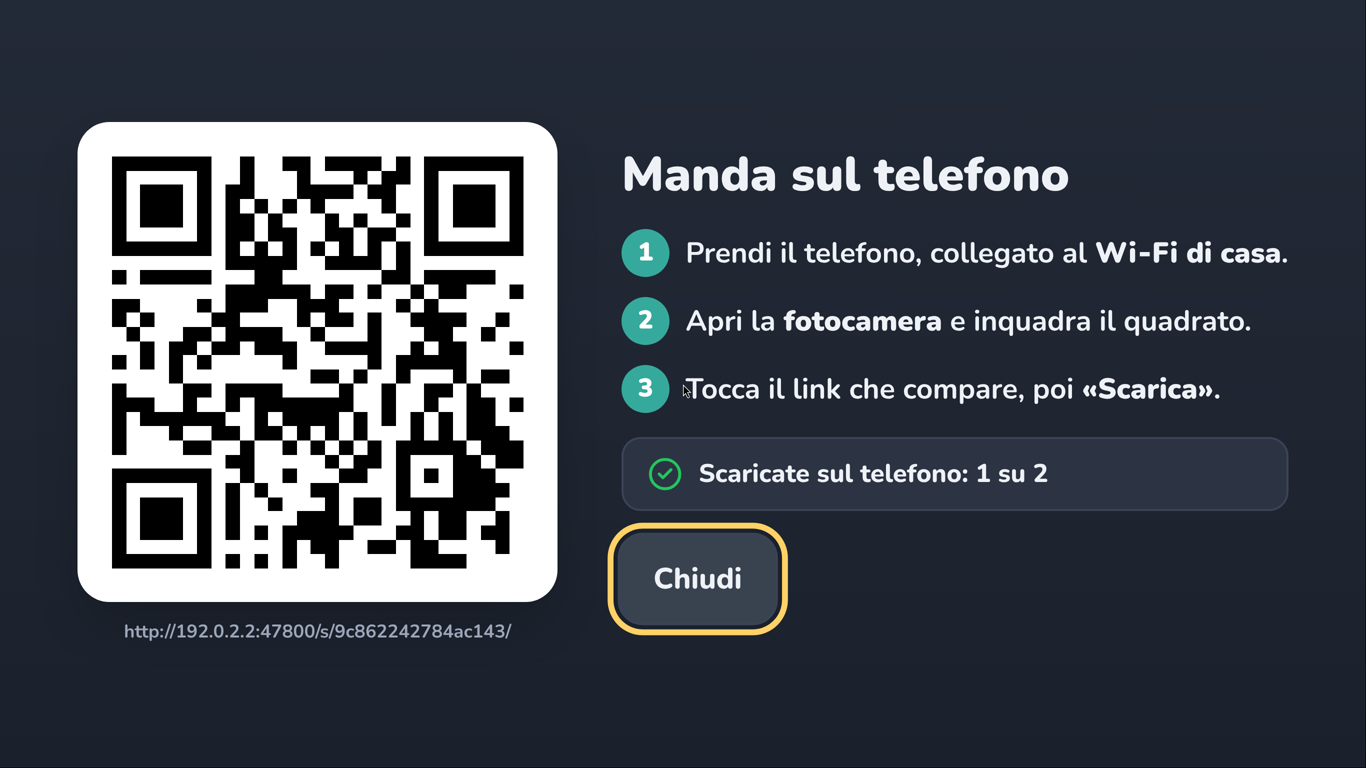 Manda sul telefono
1 Prendi il telefono, collegato al Wi-Fi di casa.
2 Apri la fotocamera e inquadra il quadrato.
3 Tocca il link che compare, poi «Scarica».
Scaricate sul telefono: 1 su 2
Chiudi
http://192.0.2.2:47800/s/9c862242784ac143/